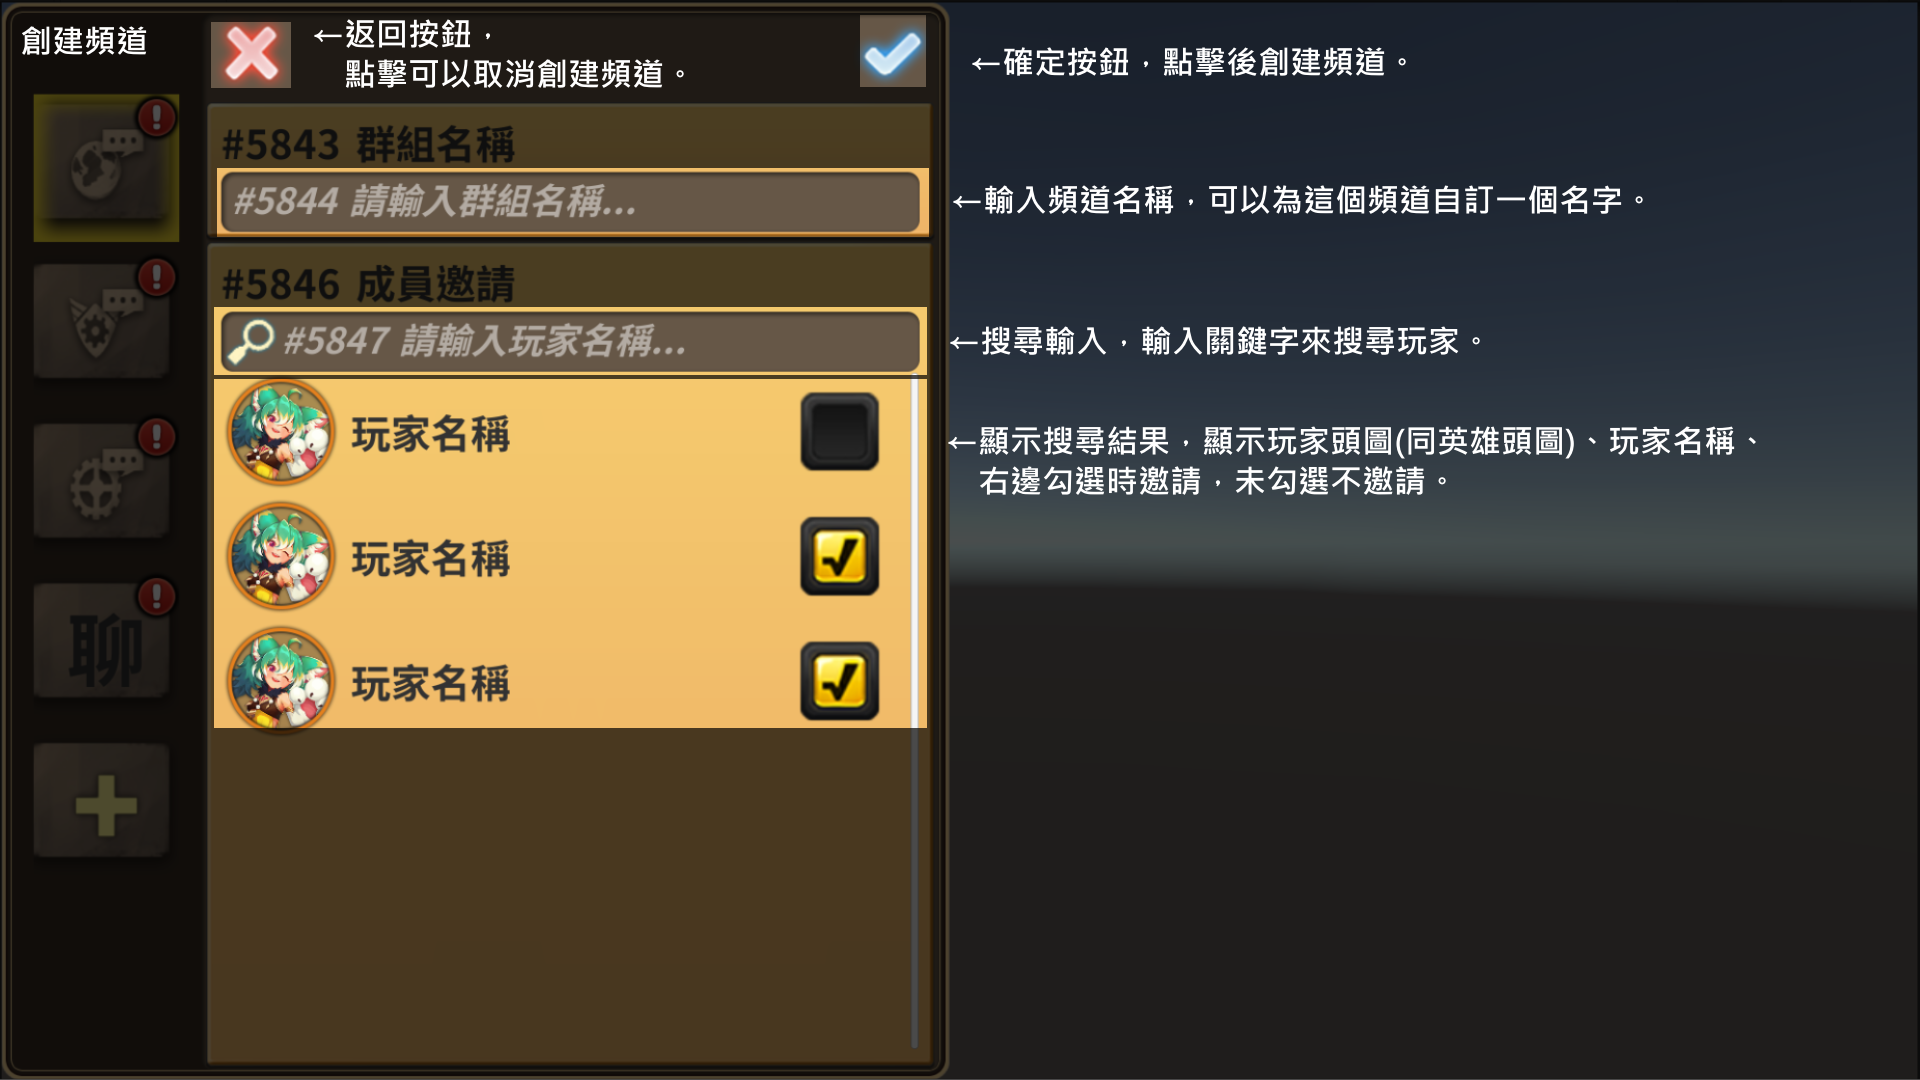 創建頻道
←返回按鈕，
點擊可以取消創建頻道。
←確定按鈕，點擊後創建頻道。
#5843 群組名稱
#5844 請輸入群組名稱...
←輸入頻道名稱，可以為這個頻道自訂一個名字。
#5846 成員邀請
#5847 請輸入玩家名稱...
←搜尋輸入，輸入關鍵字來搜尋玩家。
玩家名稱
←顯示搜尋結果，顯示玩家頭圖(同英雄頭圖)、玩家名稱、
右邊勾選時邀請，未勾選不邀請。
玩家名稱
玩家名稱
聊